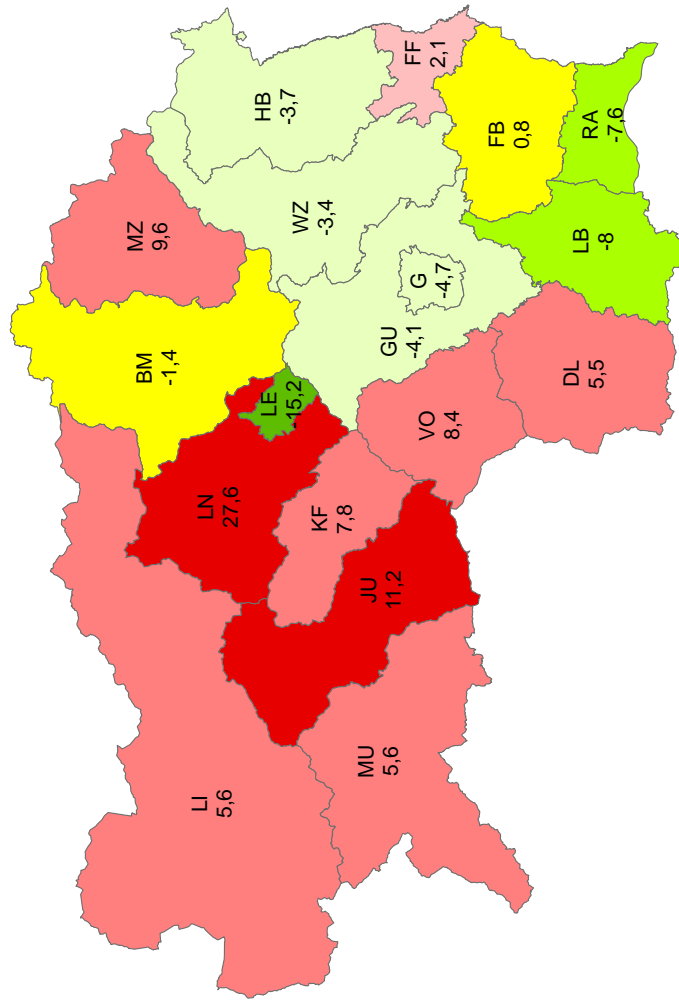 MZ
9,6
BM
-1,4
LI
5,6
LN
27,6
HB
-3,7
LE
-15,2
WZ
-3,4
KF
7,8
MU
5,6
JU
11,2
GU
-4,1
FF
2,1
G
-4,7
VO
8,4
FB
0,8
DL
5,5
LB
-8
RA
-7,6